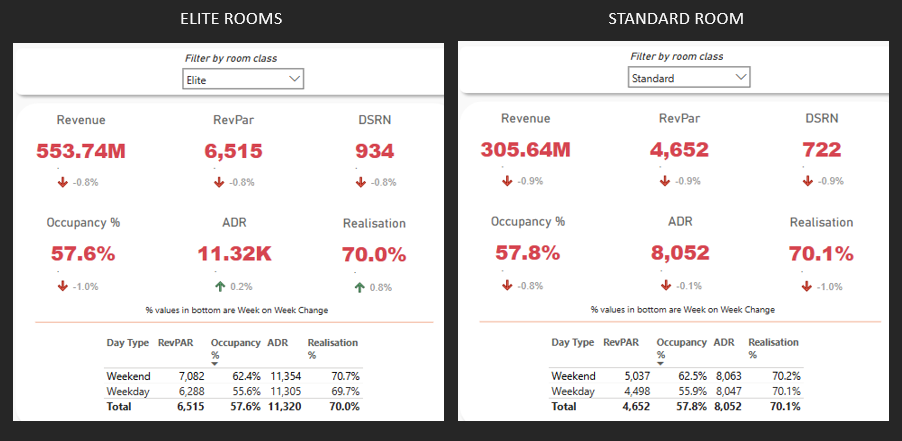 ELITE ROOMS
Filter by room class
Elite
Revenue RevPar DSRN
553.74M 6,515 934
-0.8% -0.8% -0.8%
Occupancy % ADR Realisation
57.6% 11.32K 70.0%
-1.0% 0.2% 0.8%
% values in bottom are Week on Week Change
Day Type RevPAR Occupancy % ADR Realisation %
Weekend 7,082 62.4% 11,354 70.7%
Weekday 6,288 55.6% 11,305 69.7%
Total 6,515 57.6% 11,320 70.0%
STANDARD ROOM
Filter by room class
Standard
Revenue RevPar DSRN
305.64M 4,652 722
-0.9% -0.9% -0.9%
Occupancy % ADR Realisation
57.8% 8,052 70.1%
-0.8% -0.1% -1.0%
% values in bottom are Week on Week Change
Day Type RevPAR Occupancy % ADR Realisation %
Weekend 5,037 62.5% 8,063 70.2%
Weekday 4,498 55.9% 8,047 70.1%
Total 4,652 57.8% 8,052 70.1%